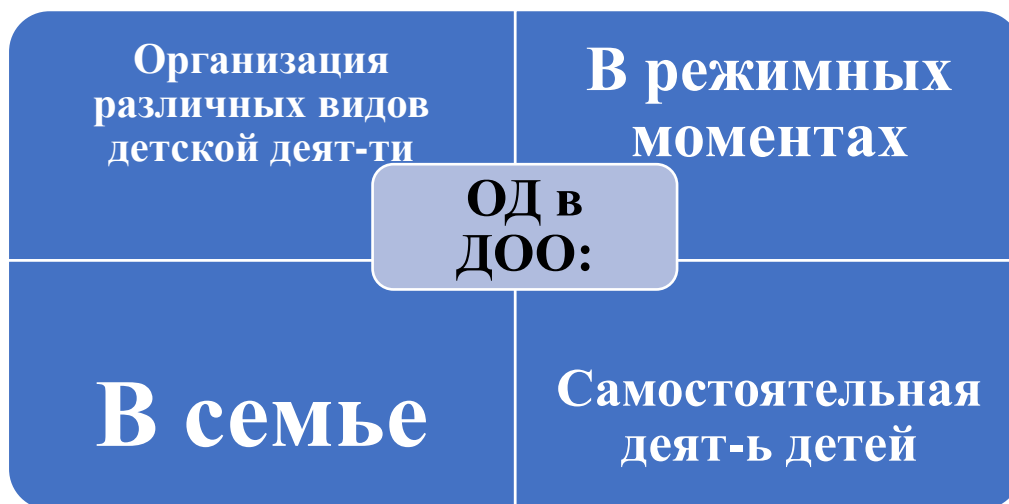 Организация
различных видов
детской деят-ти
В режимных
моментах
ОД в
ДОО:
В семье
Самостоятельная
деят-ь детей